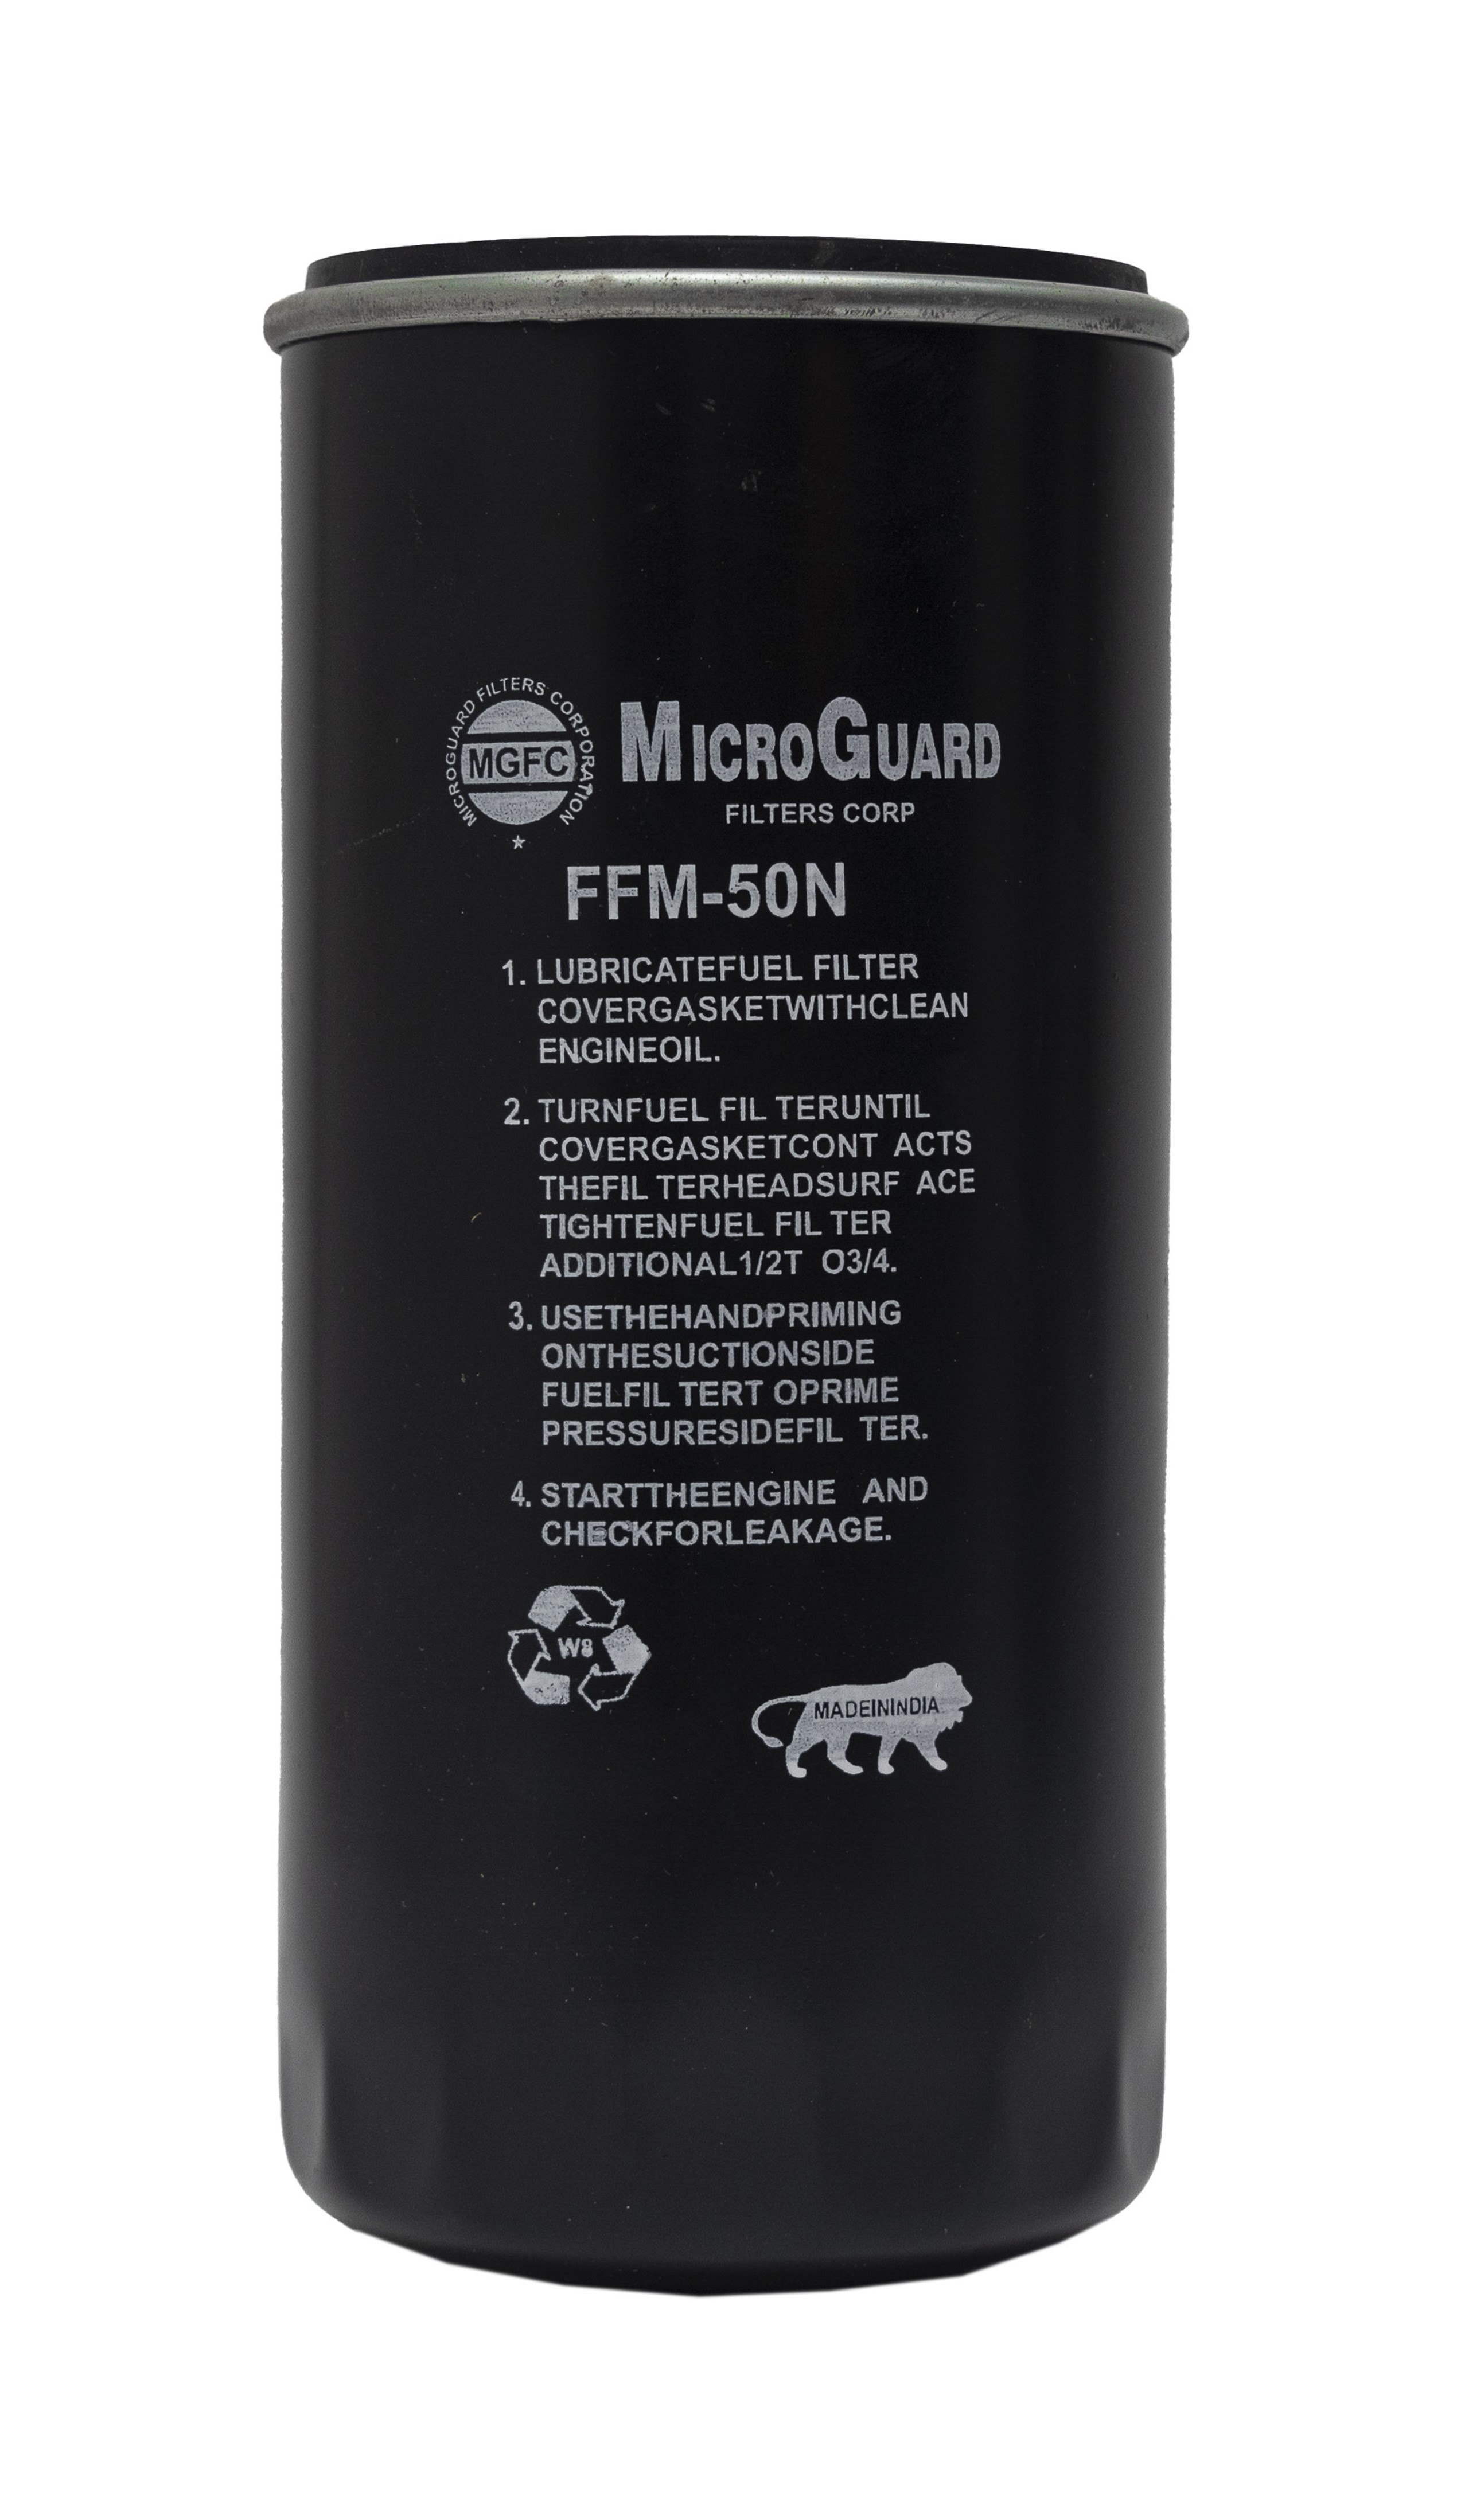 MICROGUARD FILTERS CORPORATION
MGFC
MICROGUARD
FILTERS CORP
FFM-50N
1. LUBRICATEFUEL FILTER
COVERGASKETWITHCLEAN
ENGINEOIL.
2. TURNFUEL FIL TERUNTIL
COVERGASKETCONT ACTS
THEFIL TERHEADSURF ACE
TIGHTENFUEL FIL TER
ADDITIONAL1/2T O3/4.
3. USETHEHANDPRIMING
ONTHESUCTIONSIDE
FUELFIL TERT OPRIME
PRESSURESIDEFIL TER.
4. STARTTHEENGINE AND
CHECKFORLEAKAGE.
W8
MADEININDIA